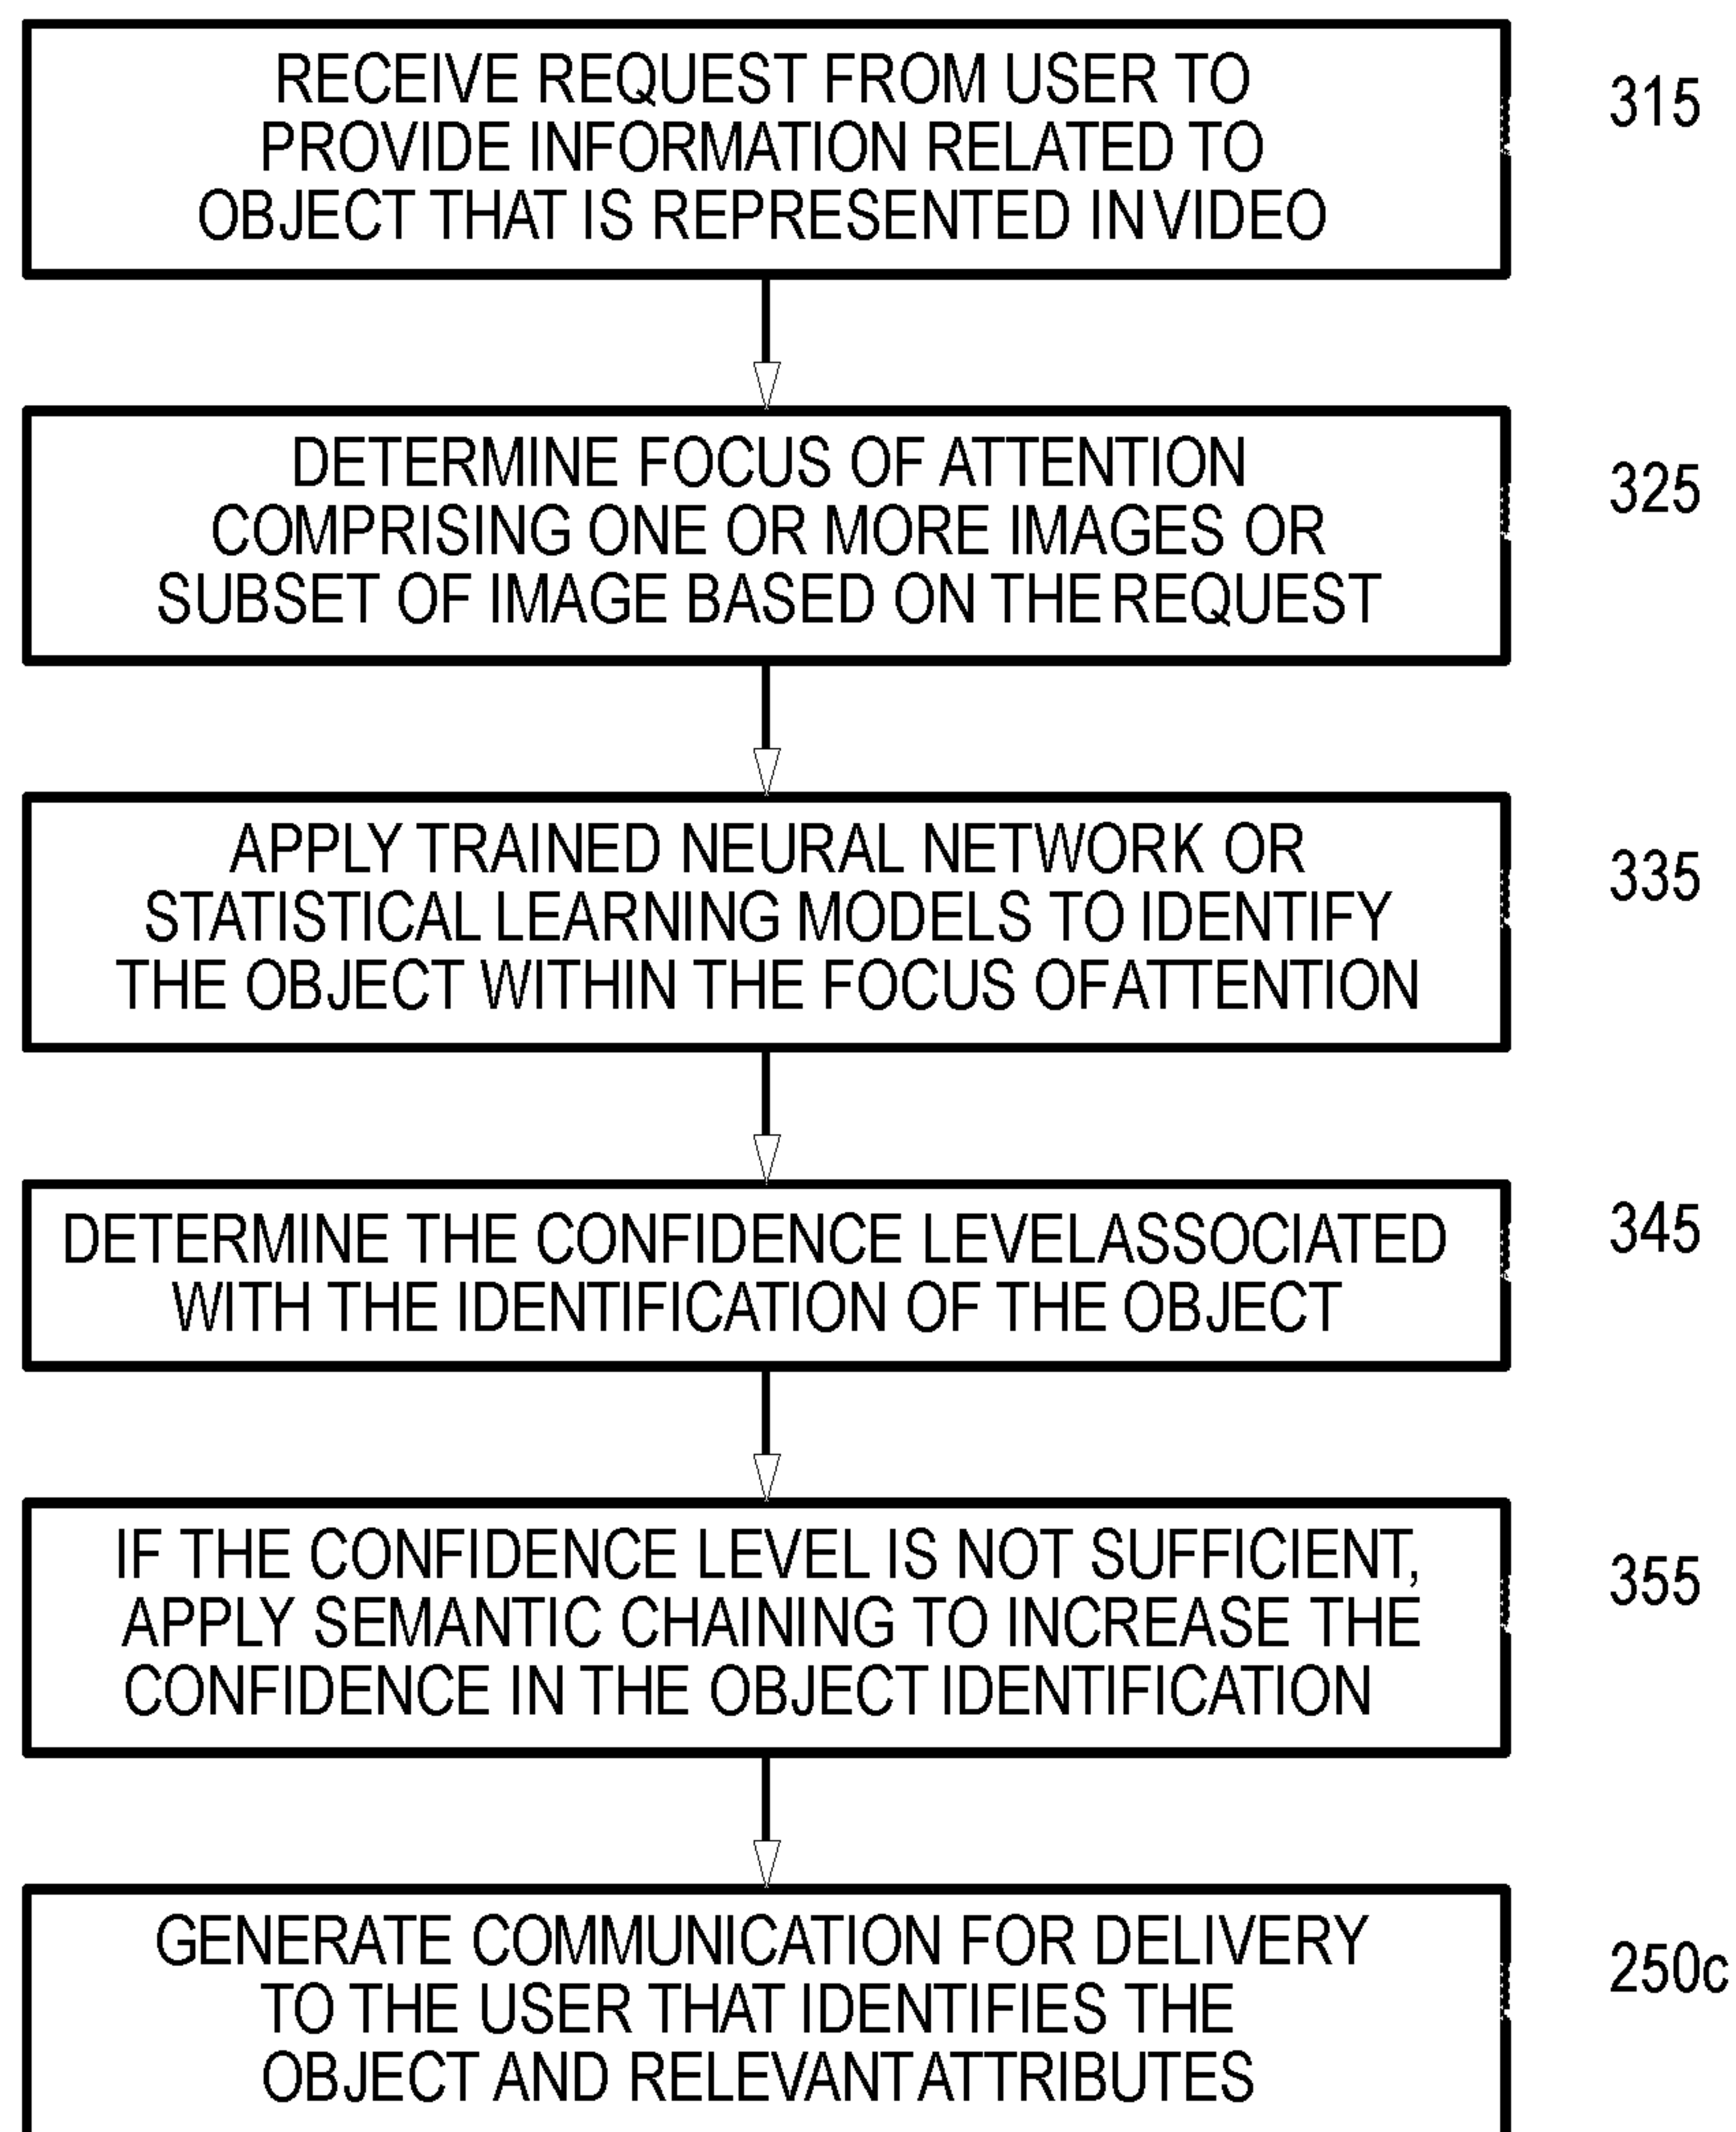 RECEIVE REQUEST FROM USER TO
PROVIDE INFORMATION RELATED TO
OBJECT THAT IS REPRESENTED IN VIDEO
315
DETERMINE FOCUS OF ATTENTION
COMPRISING ONE OR MORE IMAGES OR
SUBSET OF IMAGE BASED ON THE REQUEST
325
APPLY TRAINED NEURAL NETWORK OR
STATISTICAL LEARNING MODELS TO IDENTIFY
THE OBJECT WITHIN THE FOCUS OF ATTENTION
335
DETERMINE THE CONFIDENCE LEVEL ASSOCIATED
WITH THE IDENTIFICATION OF THE OBJECT
345
IF THE CONFIDENCE LEVEL IS NOT SUFFICIENT,
APPLY SEMANTIC CHAINING TO INCREASE THE
CONFIDENCE IN THE OBJECT IDENTIFICATION
355
GENERATE COMMUNICATION FOR DELIVERY
TO THE USER THAT IDENTIFIES THE
OBJECT AND RELEVANT ATTRIBUTES
250c